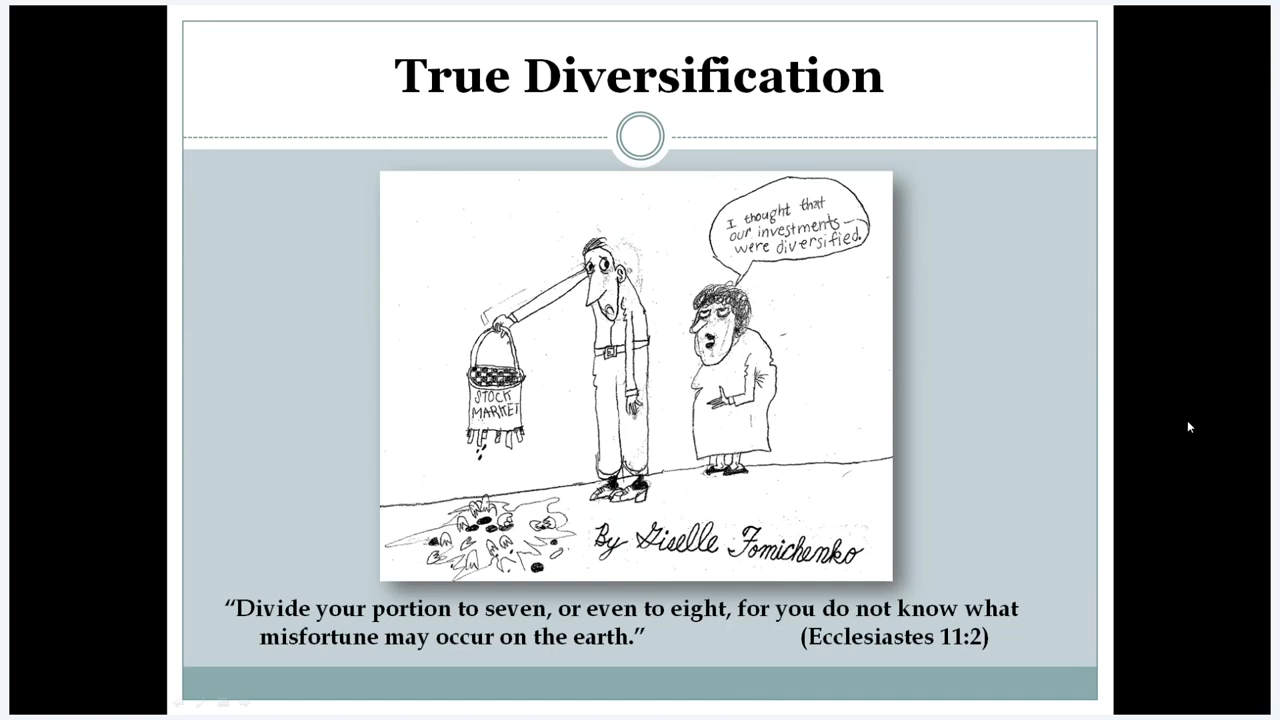 True Diversification
I thought that
our investments
were diversified.
STOCK
MARKET
By Giselle Fomichenko
“Divide your portion to seven, or even to eight, for you do not know what
misfortune may occur on the earth.” (Ecclesiastes 11:2)